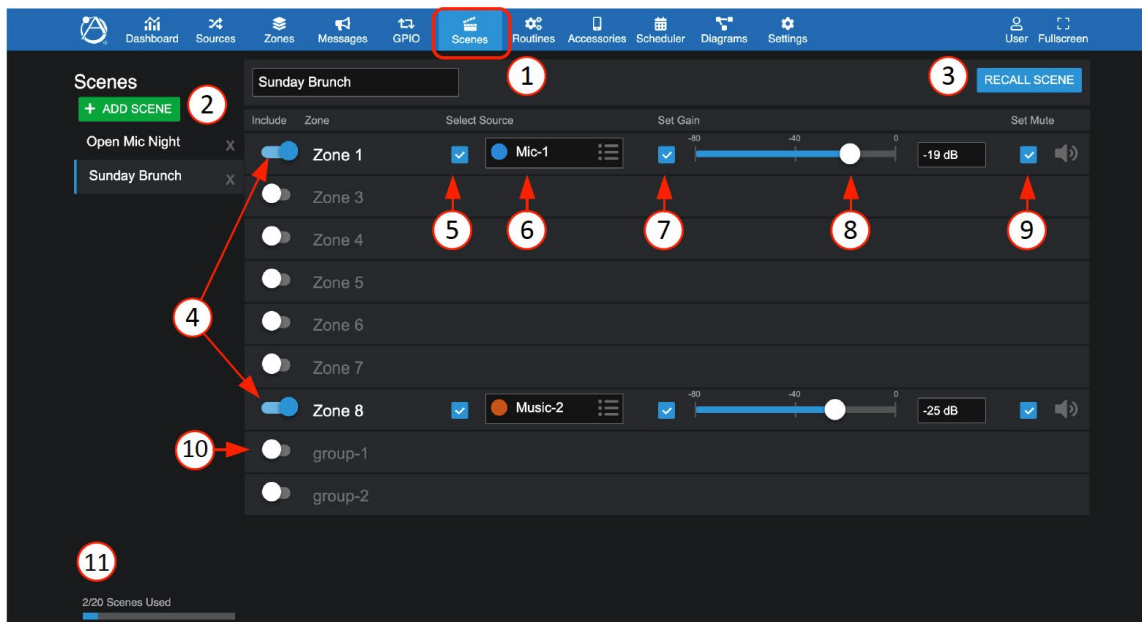 Dashboard Sources Zones Messages GPIO Scenes Routines Accessories Scheduler Diagrams Settings User Fullscreen
Scenes
Sunday Brunch
1
3
RECALL SCENE
+ ADD SCENE
2
Include Zone Select Source Set Gain Set Mute
Open Mic Night x
Sunday Brunch x
Zone 1 Mic-1 -80 -40 0 -19 dB
Zone 3
5 6 7 8 9
Zone 4
Zone 5
4
Zone 6
Zone 7
Zone 8 Music-2 -80 -40 0 -25 dB
10
group-1
group-2
11
2/20 Scenes Used